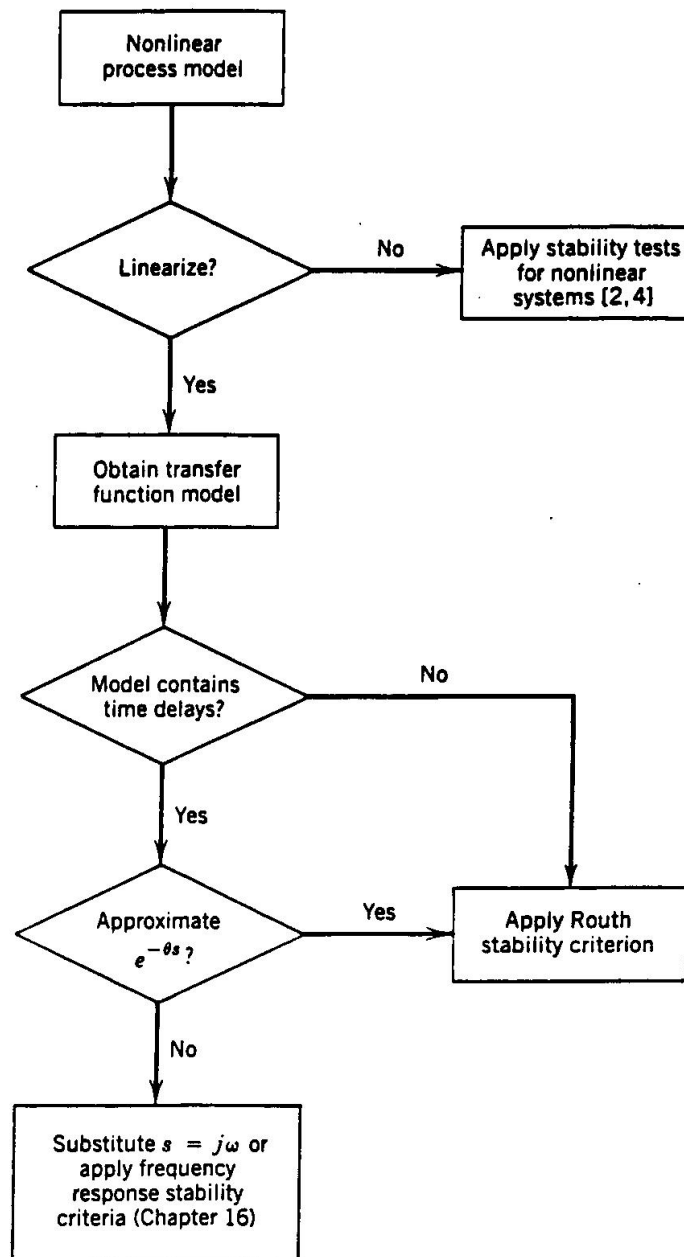 Nonlinear
process model
Linearize?
No
Apply stability tests
for nonlinear
systems [2, 4]
Yes
Obtain transfer
function model
Model contains
time delays?
No
Yes
Approximate
e^{-θs}?
Yes
Apply Routh
stability criterion
No
Substitute s = jω or
apply frequency
response stability
criteria (Chapter 16)